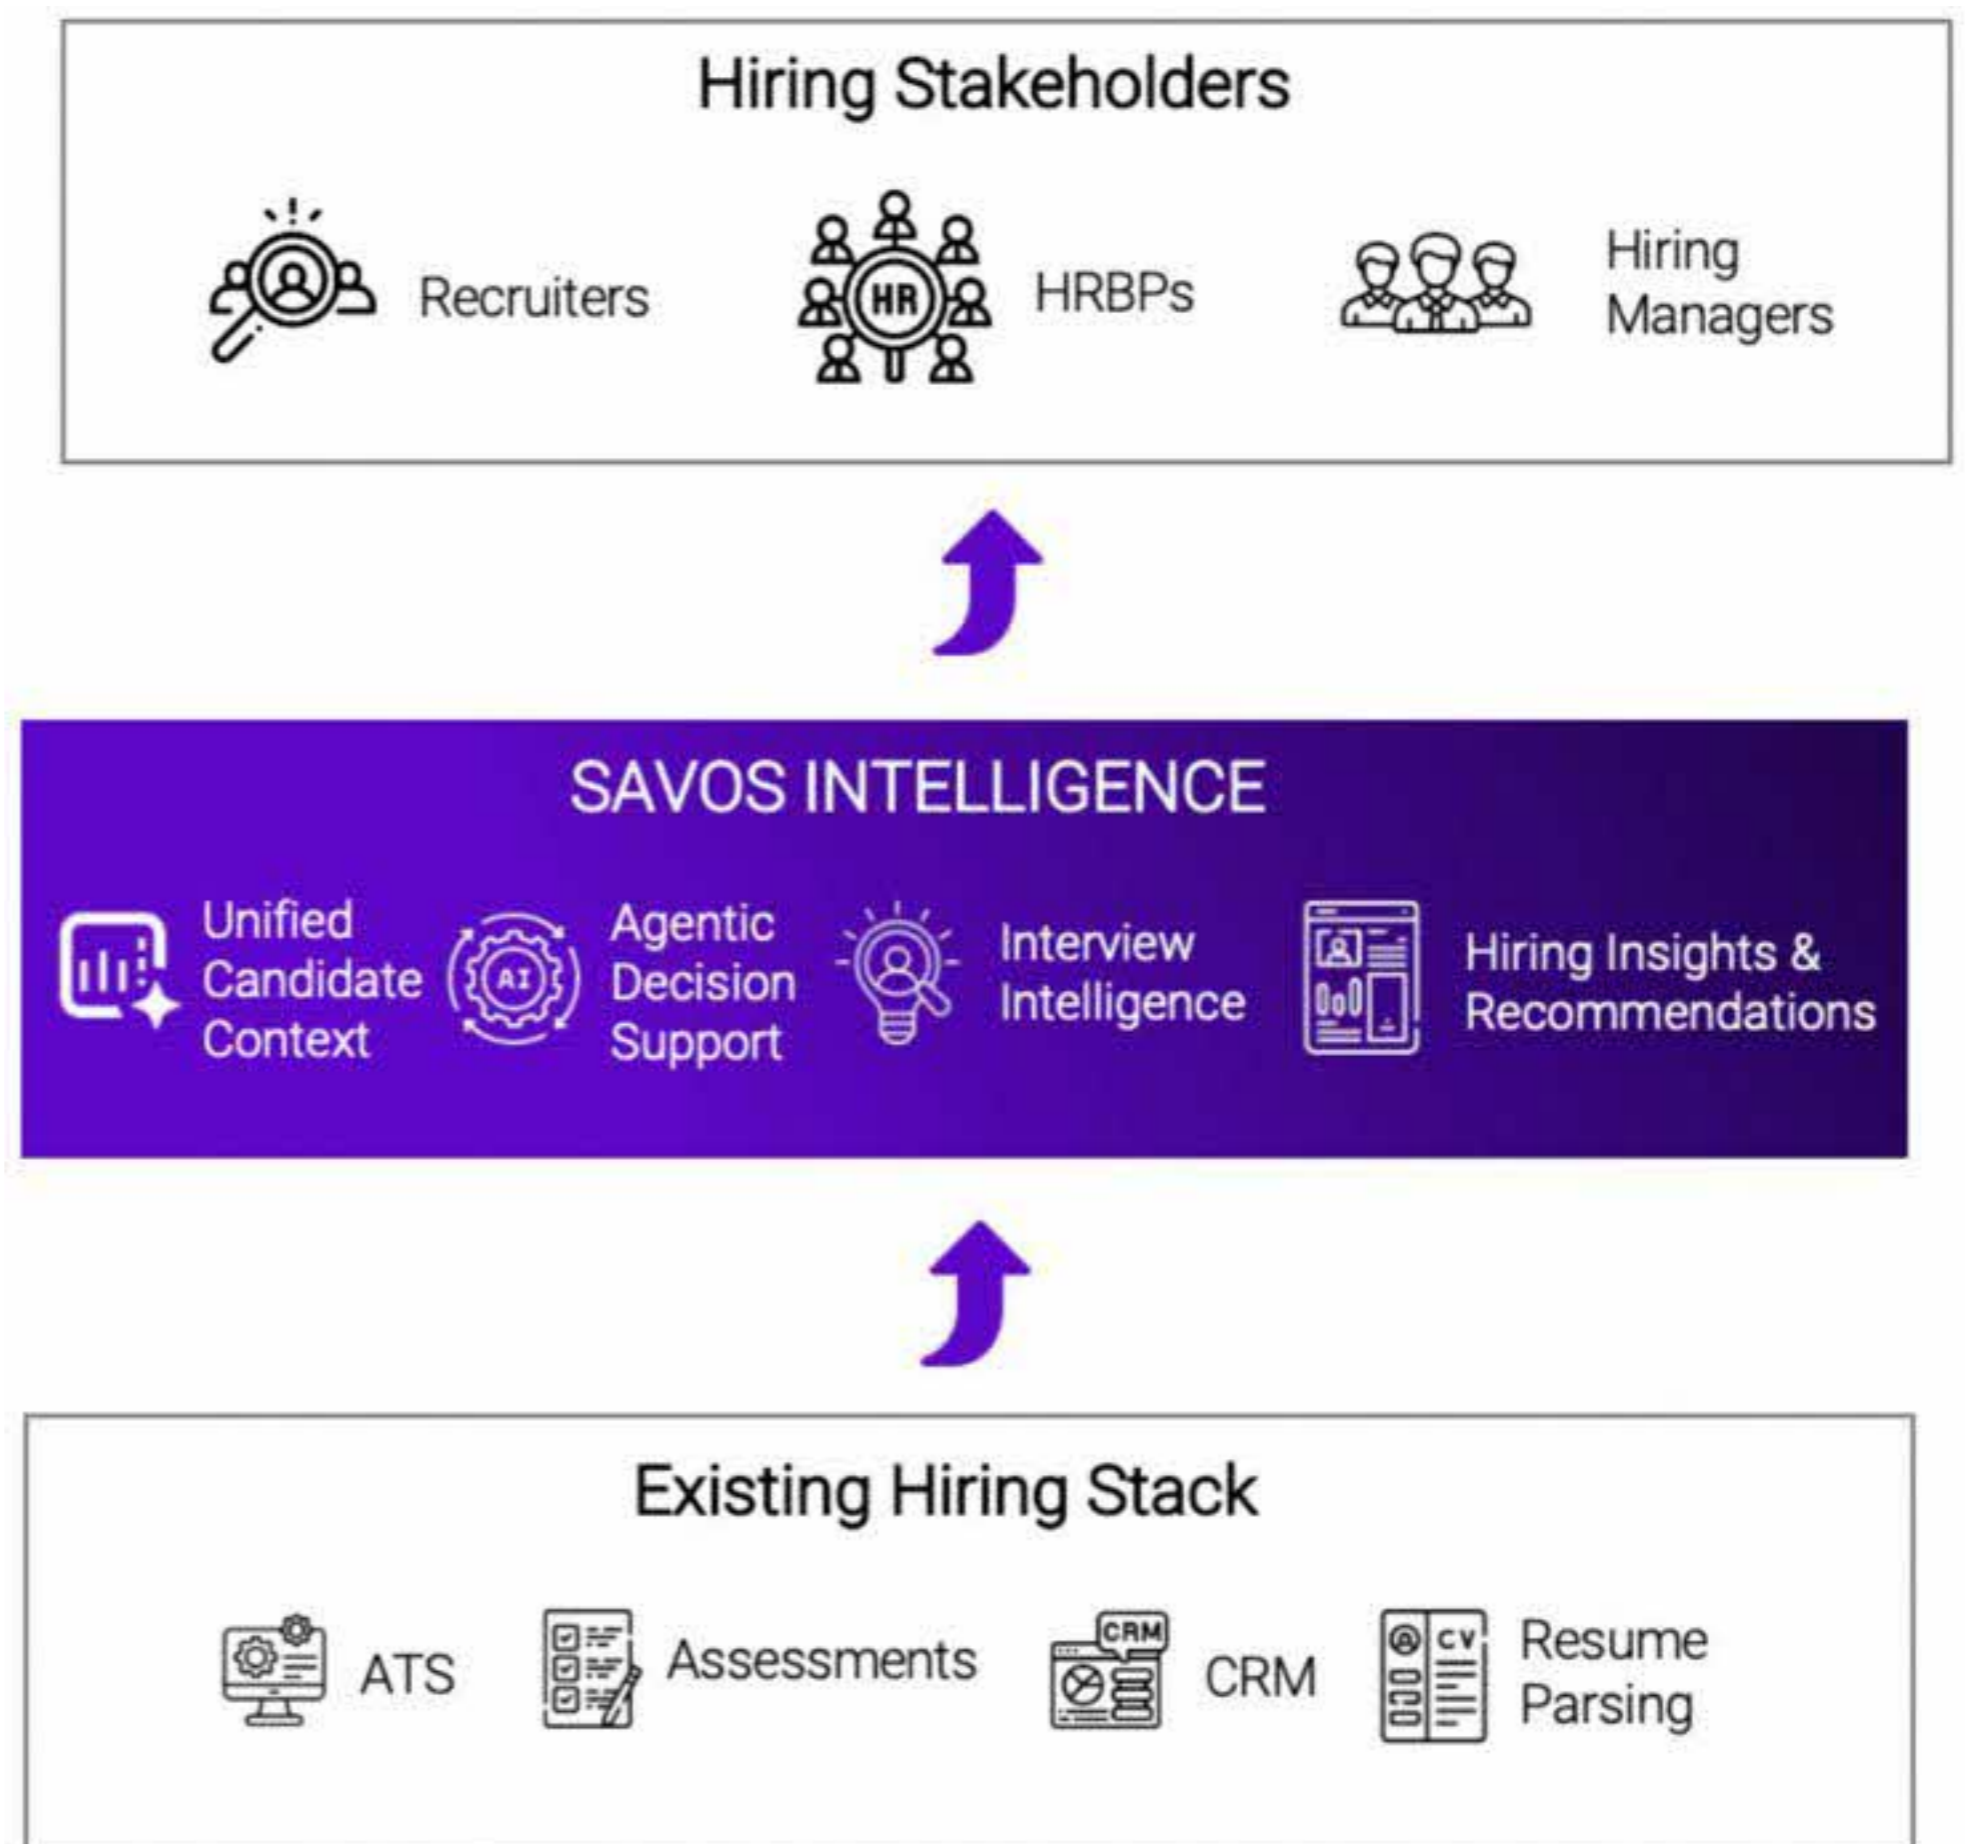 Hiring Stakeholders
Recruiters
HR
HRBPs
Hiring
Managers
SAVOS INTELLIGENCE
Unified
Candidate
Context
AI
Agentic
Decision
Support
Interview
Intelligence
Hiring Insights &
Recommendations
Existing Hiring Stack
ATS
Assessments
CRM
CRM
CV
Resume
Parsing